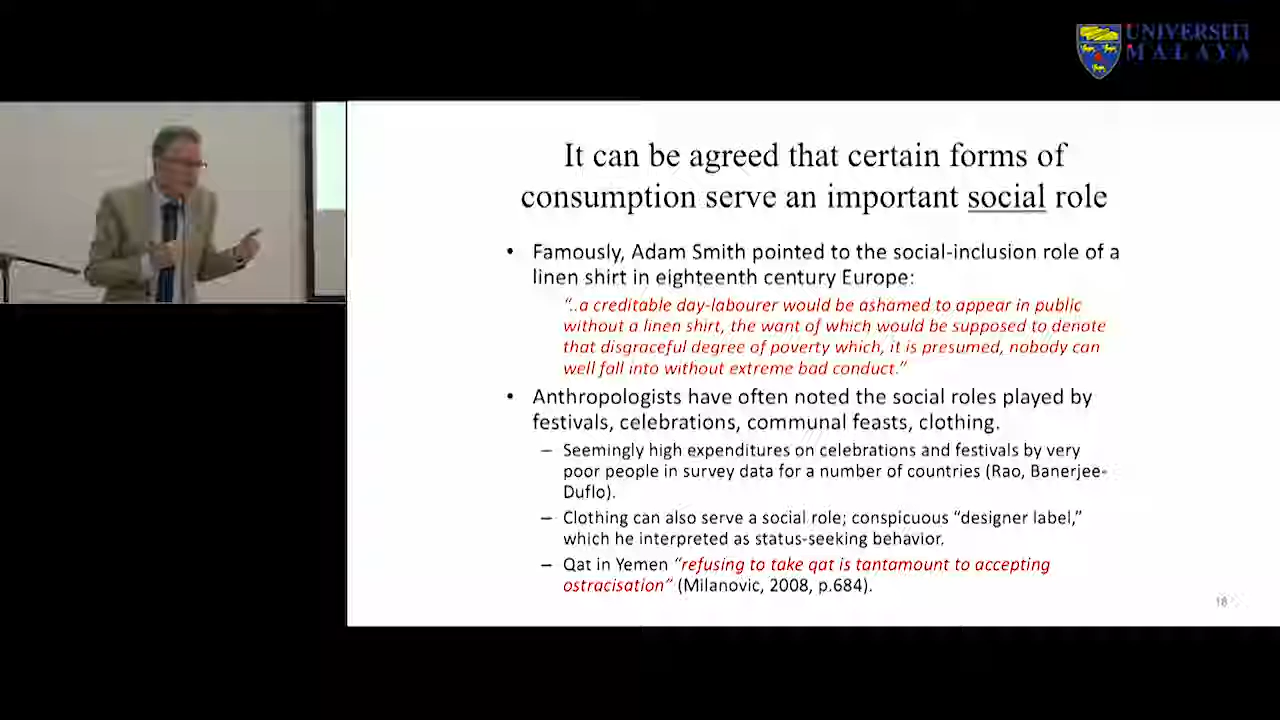 UNIVERSITI
MALAYA
It can be agreed that certain forms of
consumption serve an important social role
• Famously, Adam Smith pointed to the social-inclusion role of a
linen shirt in eighteenth century Europe:
“..a creditable day-labourer would be ashamed to appear in public
without a linen shirt, the want of which would be supposed to denote
that disgraceful degree of poverty which, it is presumed, nobody can
well fall into without extreme bad conduct.”
• Anthropologists have often noted the social roles played by
festivals, celebrations, communal feasts, clothing.
– Seemingly high expenditures on celebrations and festivals by very
poor people in survey data for a number of countries (Rao, Banerjee-
Duflo).
– Clothing can also serve a social role; conspicuous “designer label,”
which he interpreted as status-seeking behavior.
– Qat in Yemen “refusing to take qat is tantamount to accepting
ostracisation” (Milanovic, 2008, p.684).
18